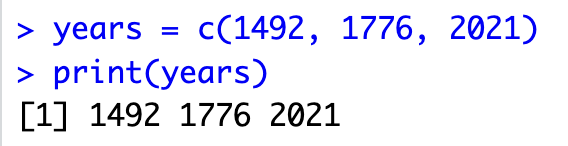 > years = c(1492, 1776, 2021)
> print(years)
[1] 1492 1776 2021